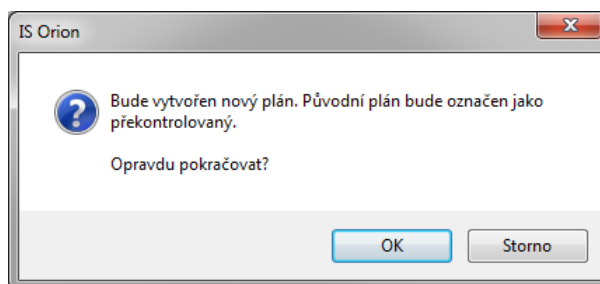 IS Orion
Bude vytvořen nový plán. Původní plán bude označen jako
překontrolovaný.
Opravdu pokračovat?
OK
Storno